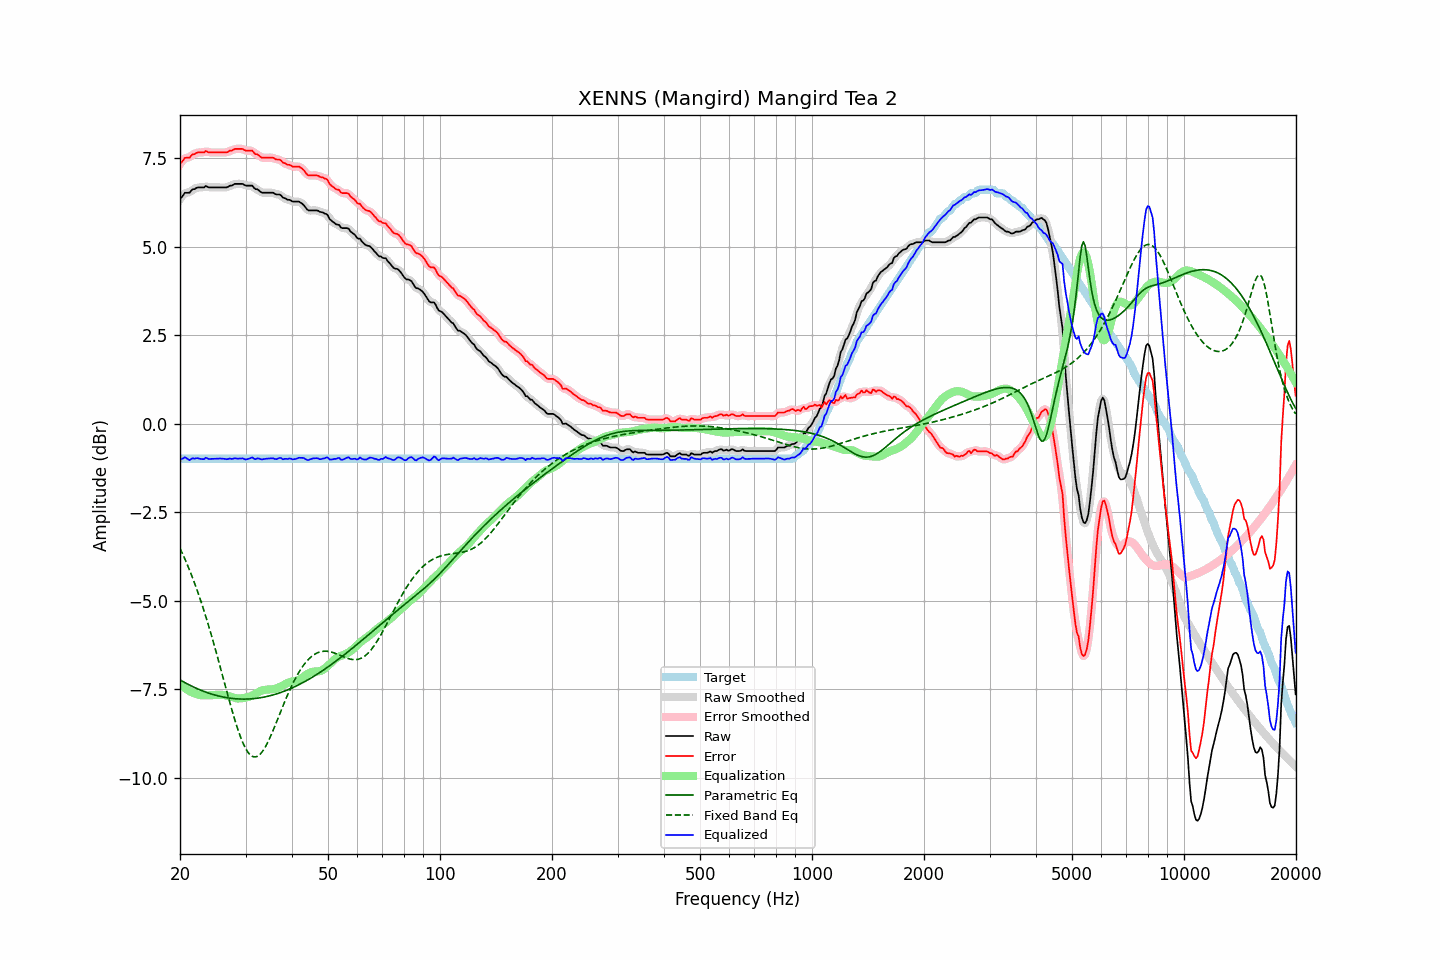 XENNS (Mangird) Mangird Tea 2
7.5
5.0
2.5
0.0
−2.5
−5.0
−7.5
−10.0
Amplitude (dBr)
Target
Raw Smoothed
Error Smoothed
Raw
Error
Equalization
Parametric Eq
Fixed Band Eq
Equalized
20 50 100 200 500 1000 2000 5000 10000 20000
Frequency (Hz)